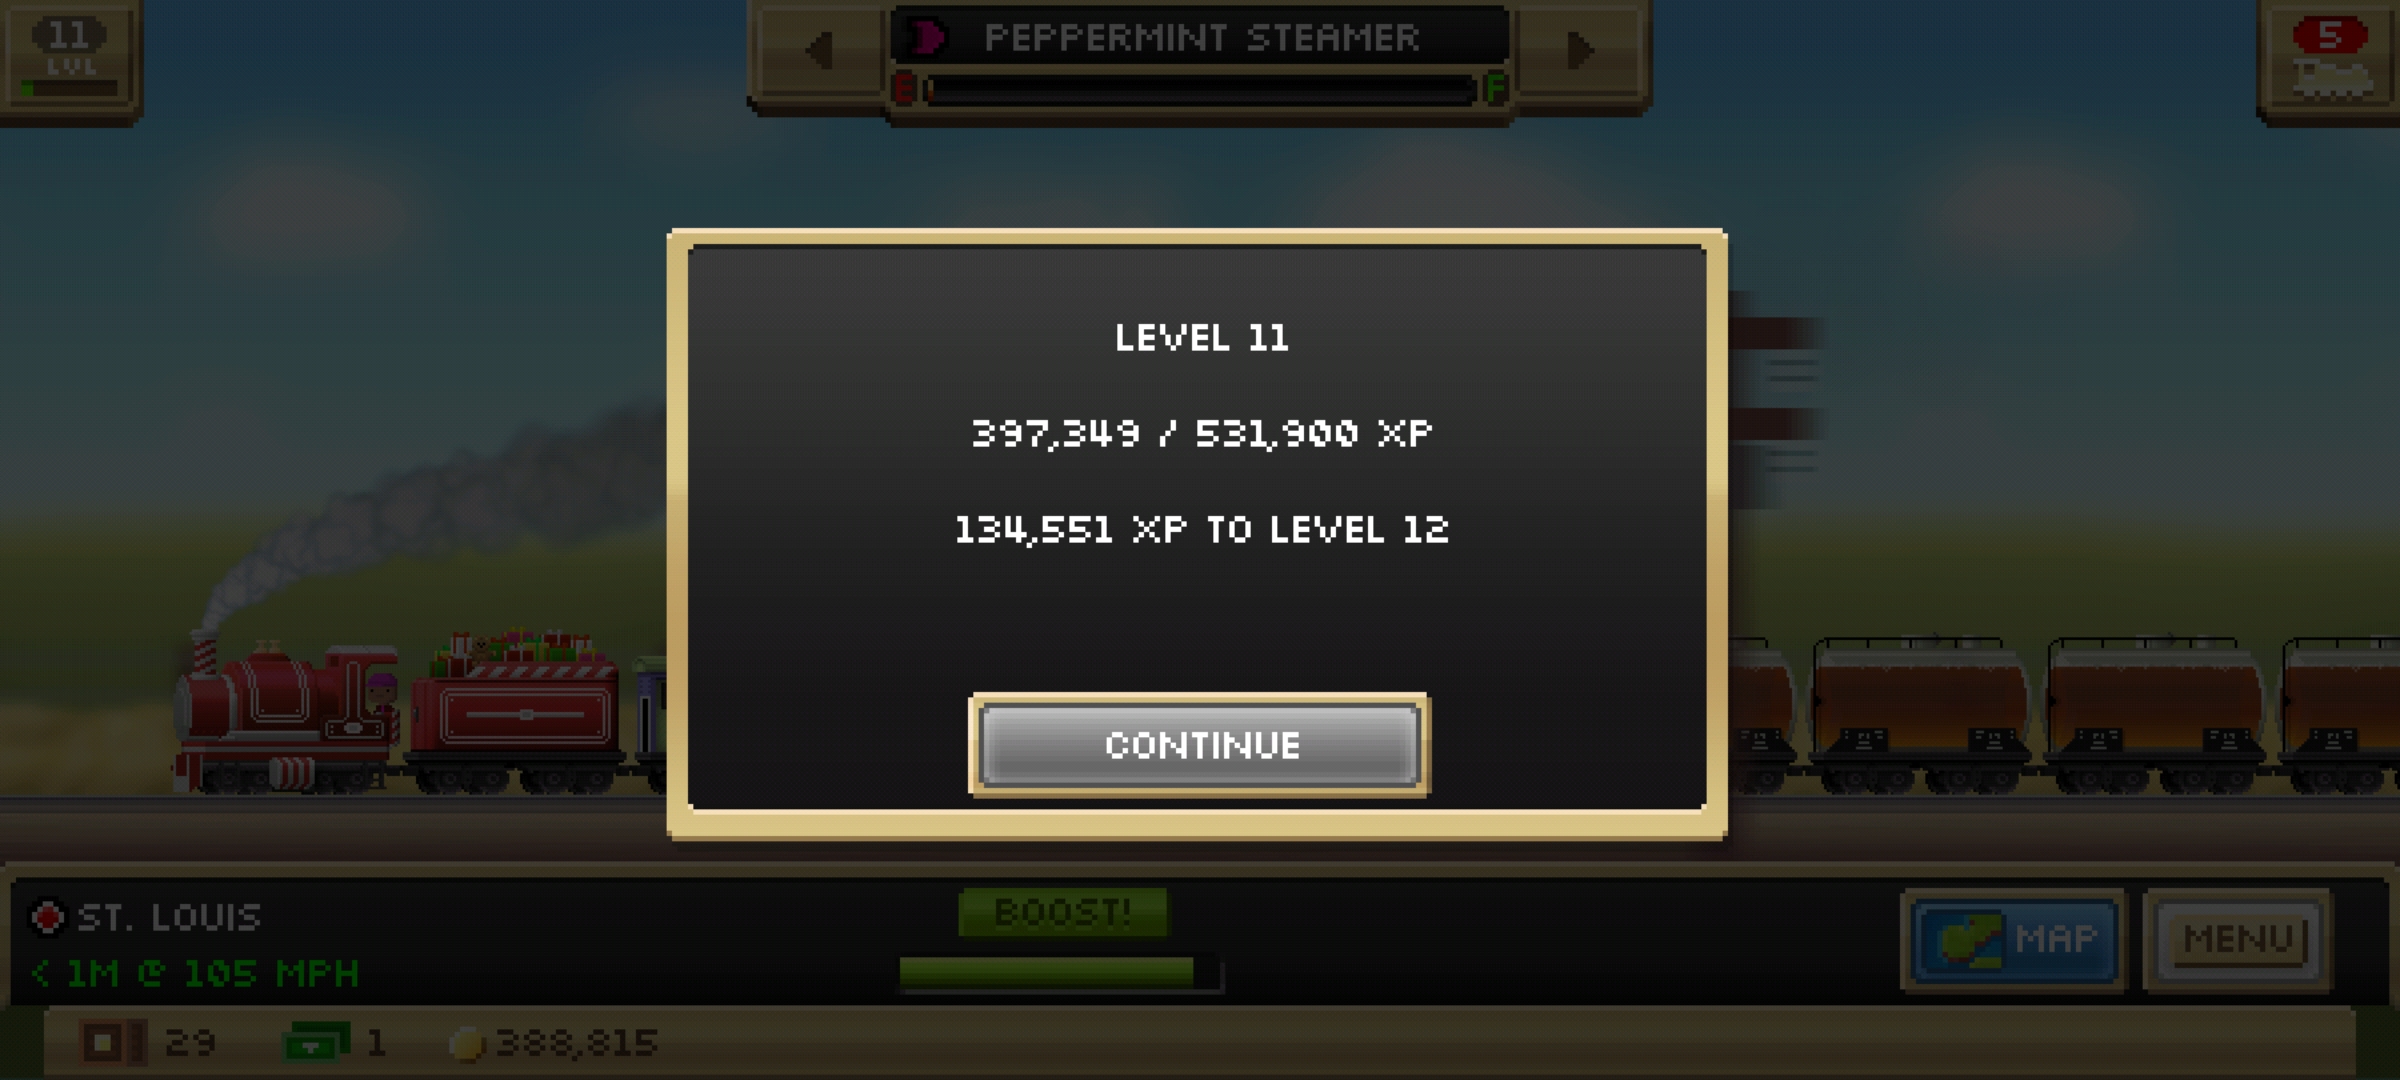 11
LVL
PEPPERMINT STEAMER
E F
5
LEVEL 11
397,349 / 531,900 XP
134,551 XP TO LEVEL 12
CONTINUE
ST. LOUIS
< 1M @ 105 MPH
BOOST!
MAP
MENU
29
1
388,815